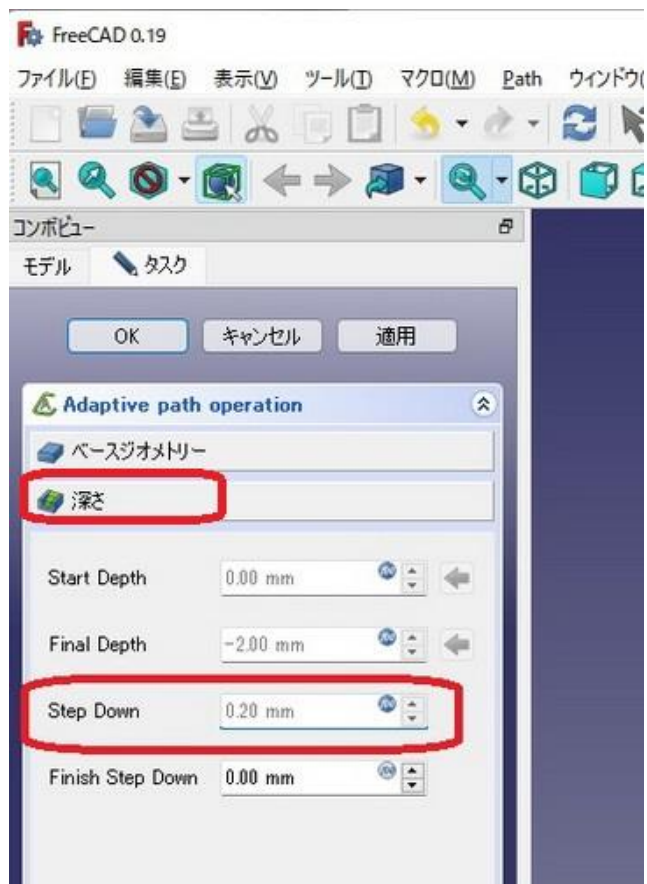 FreeCAD 0.19
ファイル(F) 編集(E) 表示(V) ツール(T) マクロ(M) Path ウィンドウ(
コンボビュー
モデル タスク
OK キャンセル 適用
Adaptive path operation
ベースジオメトリー
深さ
Start Depth 0.00 mm
Final Depth -2.00 mm
Step Down 0.20 mm
Finish Step Down 0.00 mm